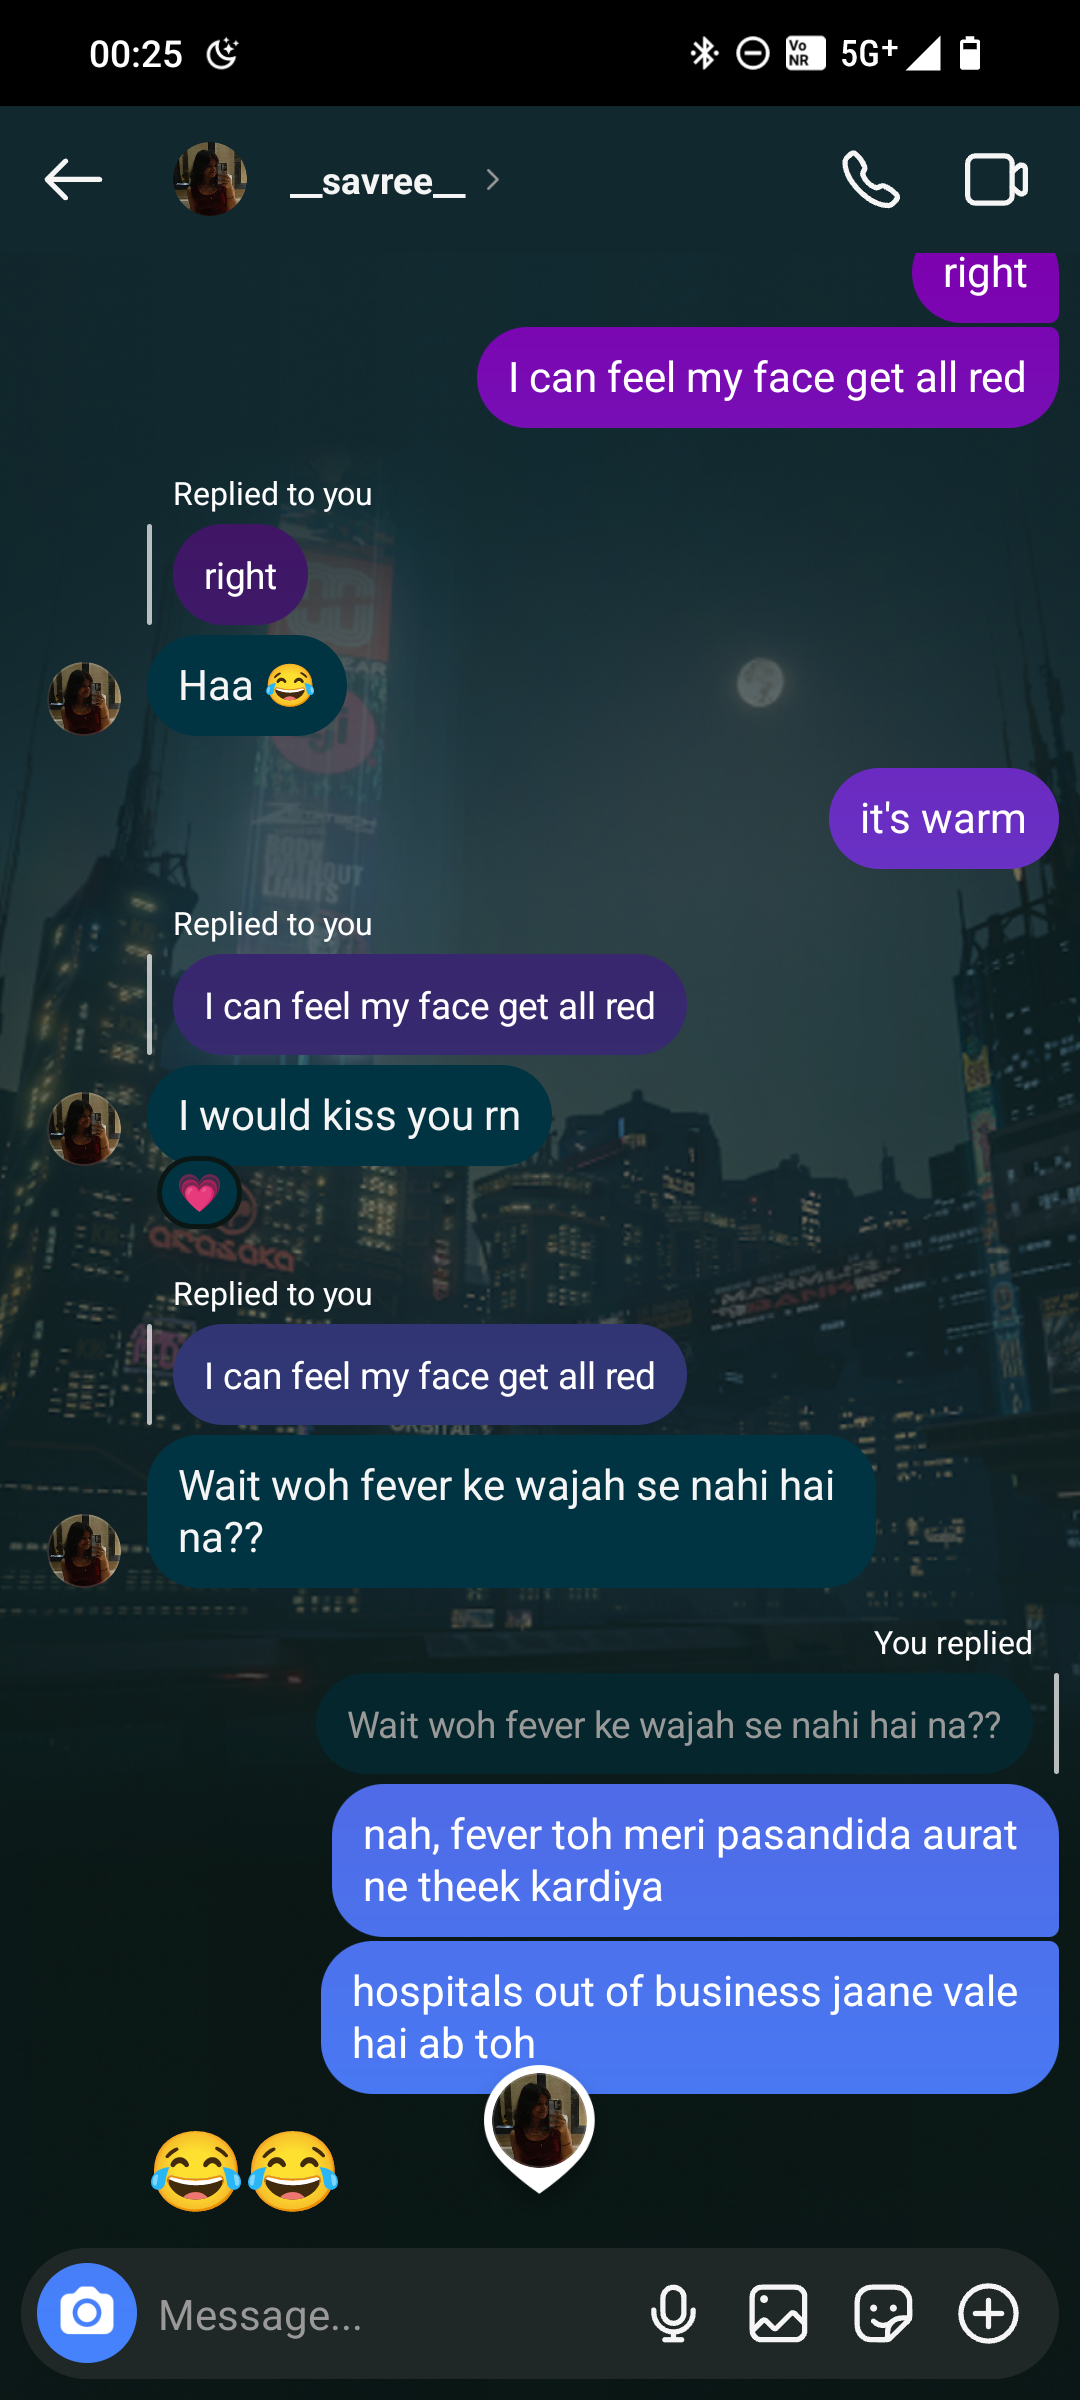 00:25
Vo
NR
5G+
__savree__
right
I can feel my face get all red
Replied to you
right
Haa 😂
it's warm
Replied to you
I can feel my face get all red
I would kiss you rn
💗
Replied to you
I can feel my face get all red
Wait woh fever ke wajah se nahi hai
na??
You replied
Wait woh fever ke wajah se nahi hai na??
nah, fever toh meri pasandida aurat
ne theek kardiya
hospitals out of business jaane vale
hai ab toh
😂😂
Message...
BODY
WITHOUT
LIMITS
arasaka